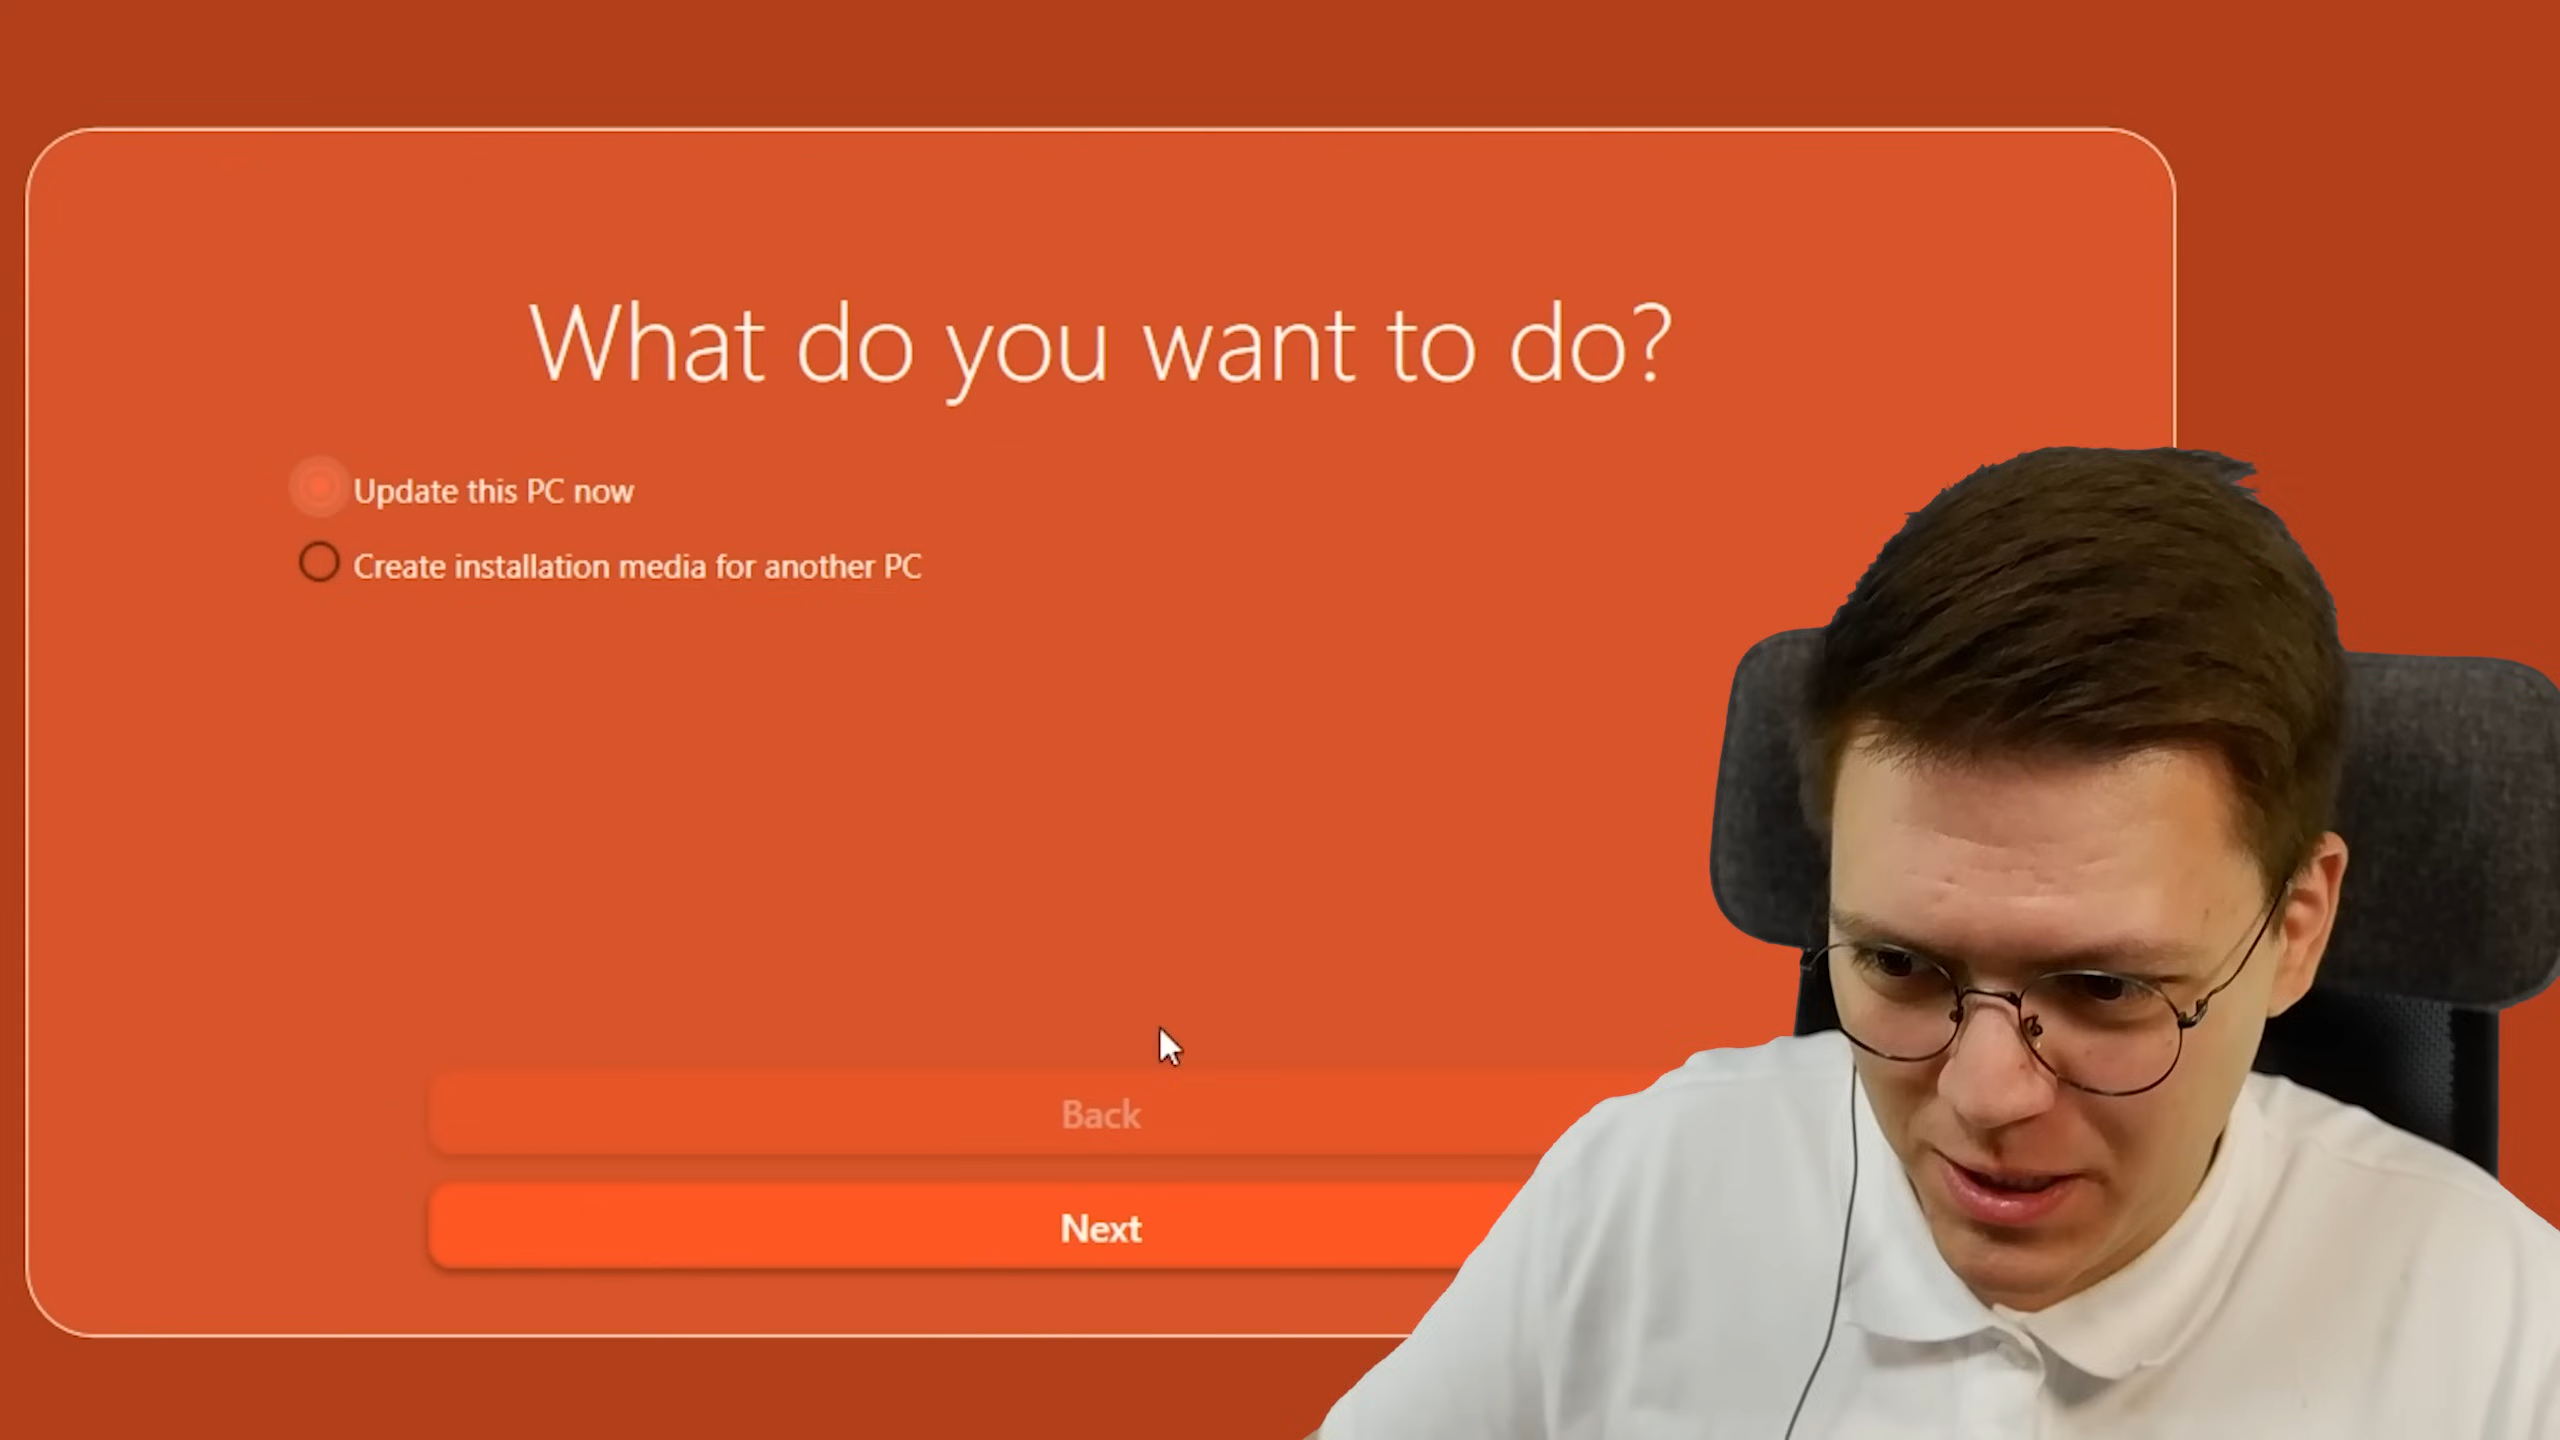 What do you want to do?
Update this PC now
Create installation media for another PC
Back
Next